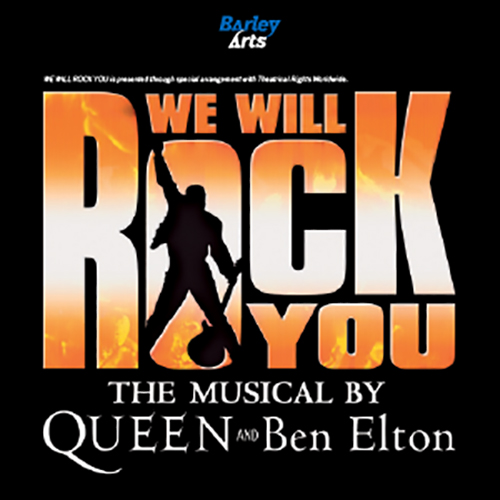 Barley
Arts
WE WILL ROCK YOU is presented through special arrangement with Theatrical Rights Worldwide.
WE WILL
ROCK
YOU
THE MUSICAL BY
QUEEN AND Ben Elton